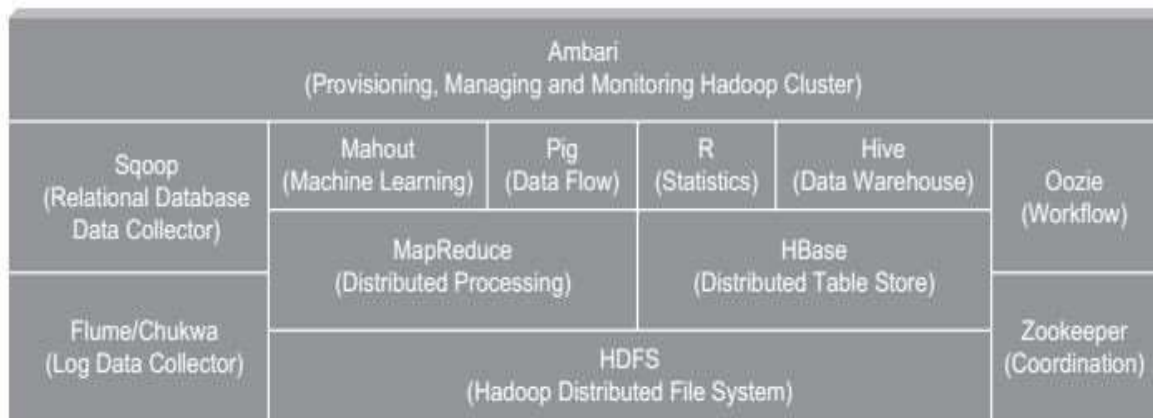 Ambari
(Provisioning, Managing and Monitoring Hadoop Cluster)
Sqoop
(Relational Database
Data Collector)
Mahout
(Machine Learning)
Pig
(Data Flow)
R
(Statistics)
Hive
(Data Warehouse)
Oozie
(Workflow)
MapReduce
(Distributed Processing)
HBase
(Distributed Table Store)
Flume/Chukwa
(Log Data Collector)
HDFS
(Hadoop Distributed File System)
Zookeeper
(Coordination)